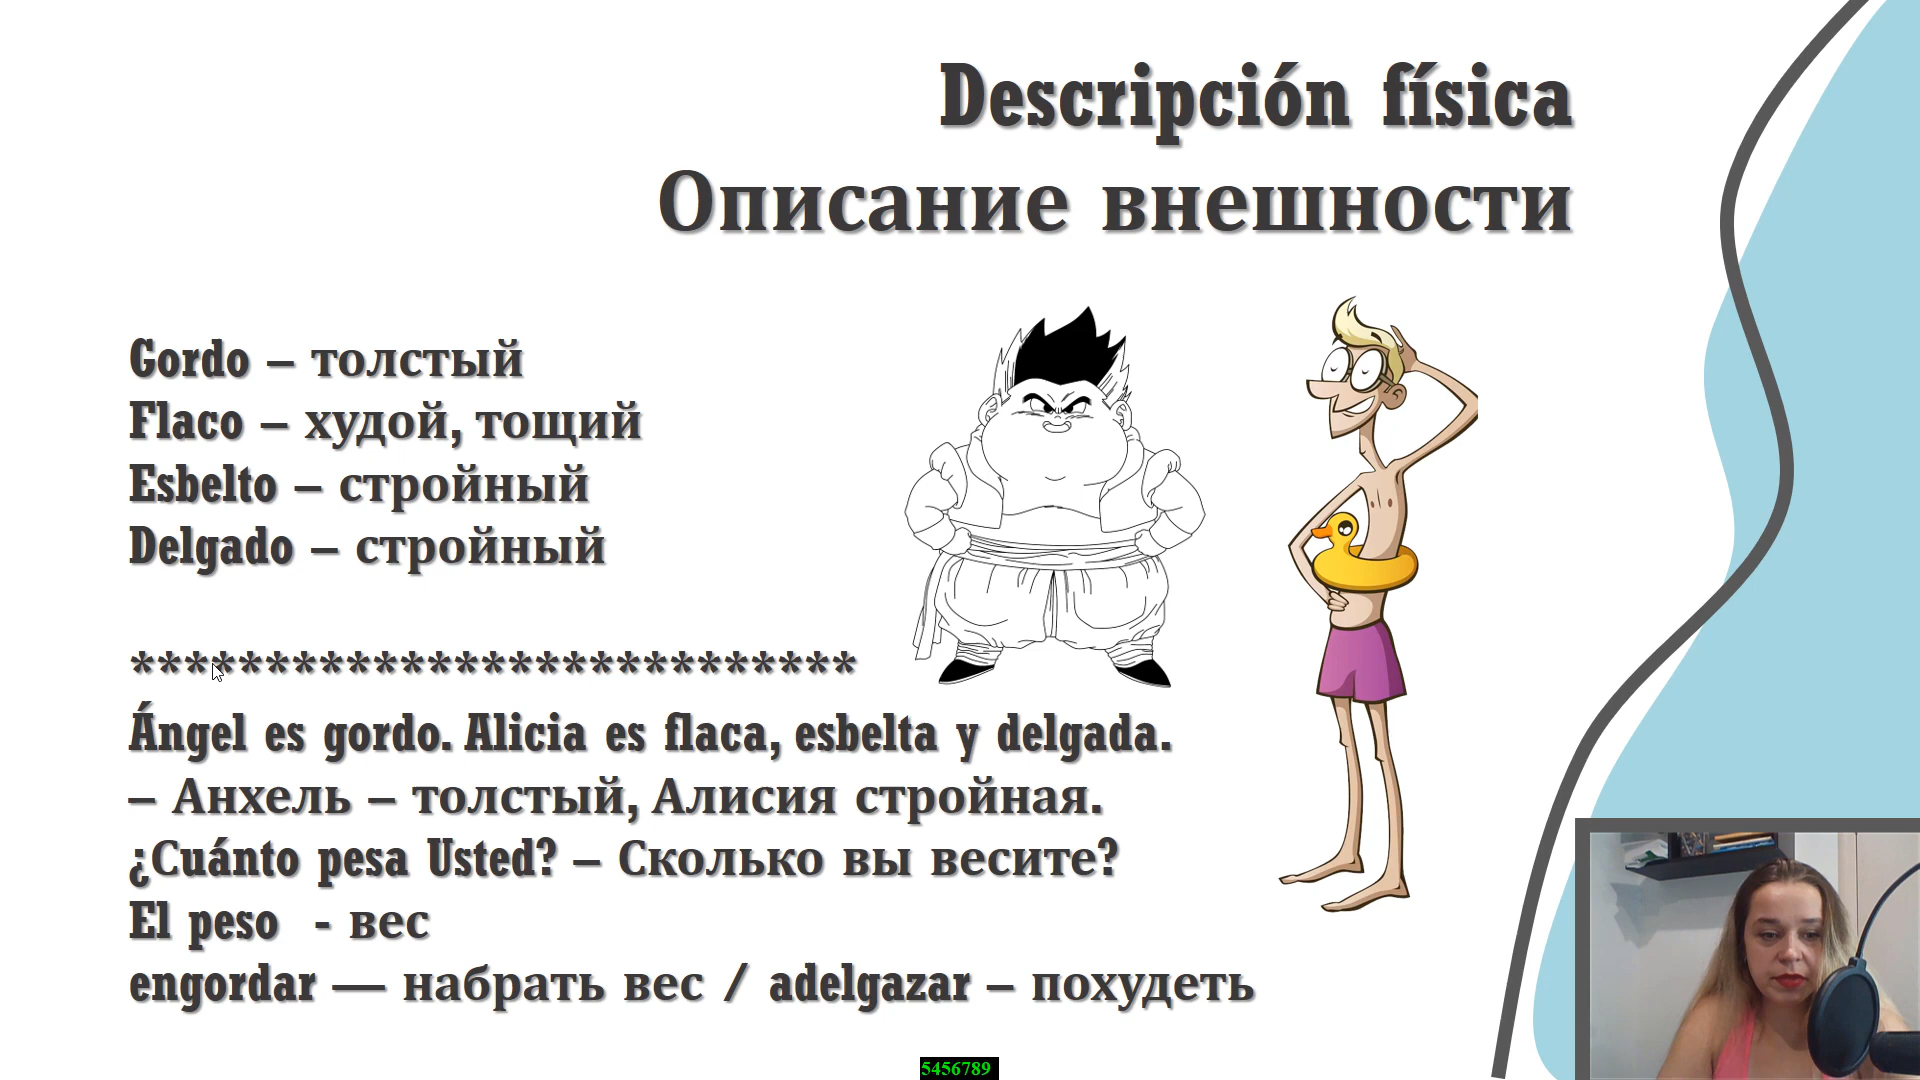 Descripción física
Описание внешности
Gordo – толстый
Flaco – худой, тощий
Esbelto – стройный
Delgado – стройный
***************************
Ángel es gordo. Alicia es flaca, esbelta y delgada.
– Анхель – толстый, Алисия стройная.
¿Cuánto pesa Usted? – Сколько вы весите?
El peso - вес
engordar — набрать вес / adelgazar – похудеть
5456789